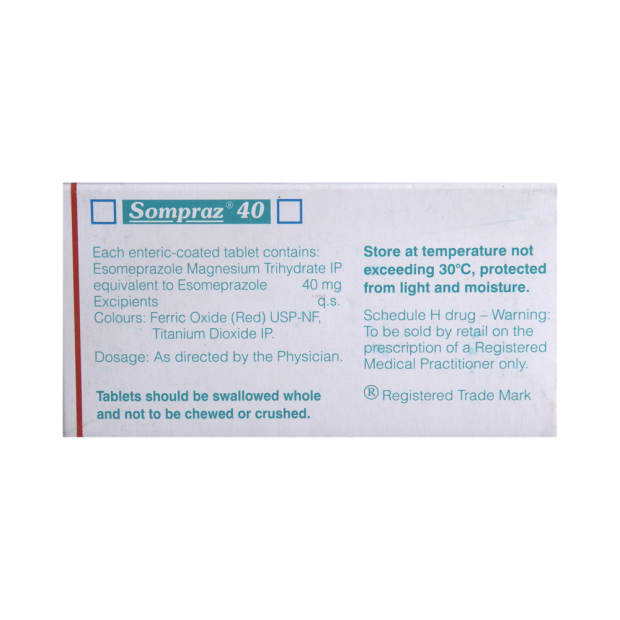 Sompraz® 40
Each enteric-coated tablet contains:
Esomeprazole Magnesium Trihydrate IP
equivalent to Esomeprazole 40 mg
Excipients q.s.
Colours: Ferric Oxide (Red) USP-NF,
Titanium Dioxide IP.
Dosage: As directed by the Physician.
Tablets should be swallowed whole
and not to be chewed or crushed.
Store at temperature not
exceeding 30°C, protected
from light and moisture.
Schedule H drug – Warning:
To be sold by retail on the
prescription of a Registered
Medical Practitioner only.
® Registered Trade Mark